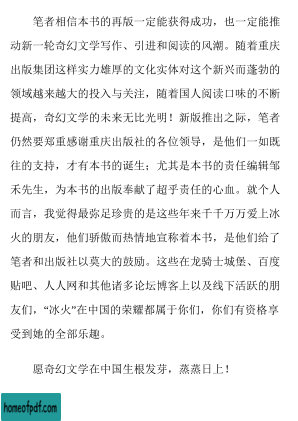 笔者相信本书的再版一定能获得成功，也一定能推
动新一轮奇幻文学写作、引进和阅读的风潮。随着重庆
出版集团这样实力雄厚的文化实体对这个新兴而蓬勃的
领域越来越大的投入与关注，随着国人阅读口味的不断
提高，奇幻文学的未来无比光明！新版推出之际，笔者
仍然要郑重感谢重庆出版社的各位领导，是他们一如既
往的支持，才有本书的诞生；尤其是本书的责任编辑邹
禾先生，为本书的出版奉献了超乎责任的心血。就个人
而言，我觉得最弥足珍贵的是这些年来千千万万爱上冰
火的朋友，他们骄傲而热情地宣称着本书，是他们给了
笔者和出版社以莫大的鼓励。这些在龙骑士城堡、百度
贴吧、人人网和其他诸多论坛博客上以及线下活跃的朋
友们，“冰火”在中国的荣耀都属于你们，你们有资格享
受到她的全部乐趣。
愿奇幻文学在中国生根发芽，蒸蒸日上！
homeofpdf.com